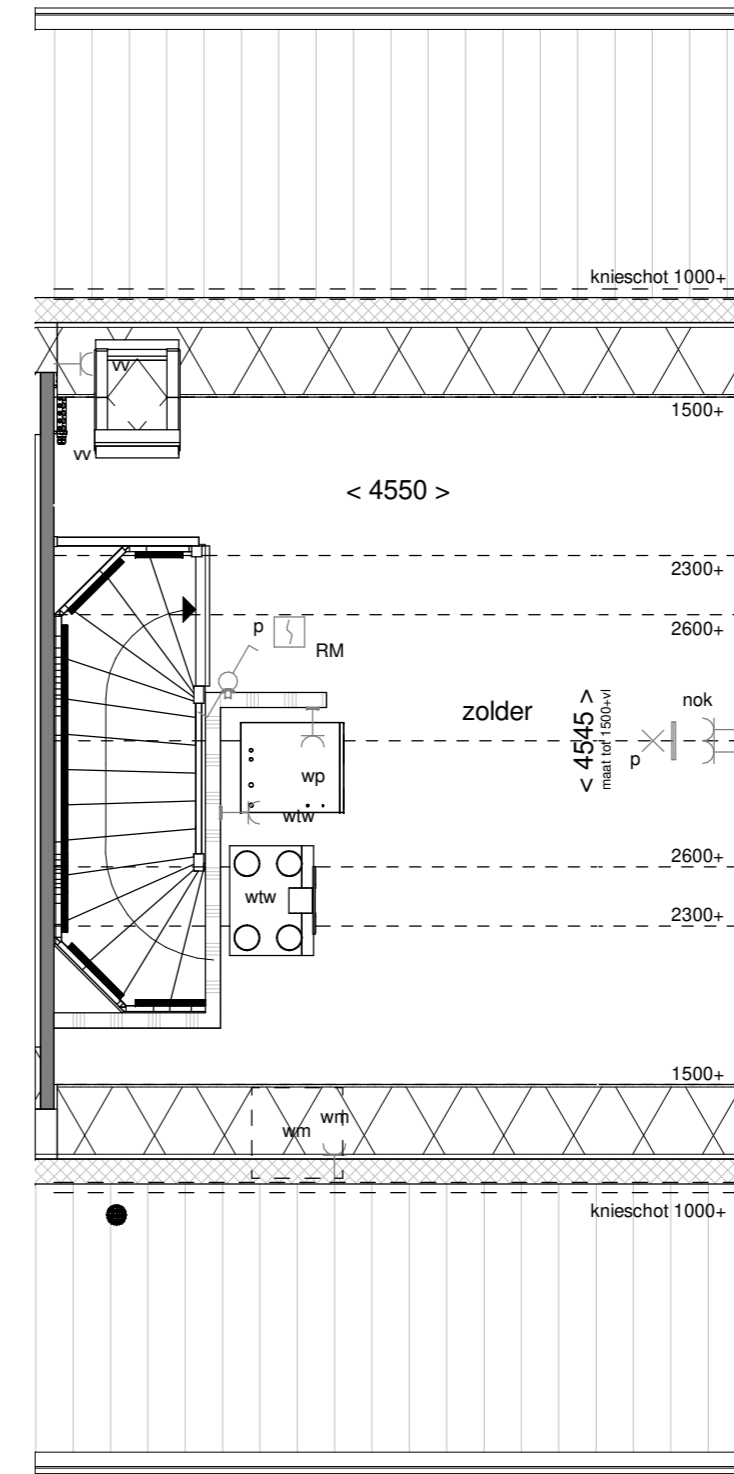 knieschot 1000+
vv
1500+
vv
< 4550 >
2300+
p
2600+
RM
nok
zolder
< 4545 >
maat tot 1500+vl
p
wp
wtw
2600+
wtw
2300+
1500+
wm
wm
knieschot 1000+